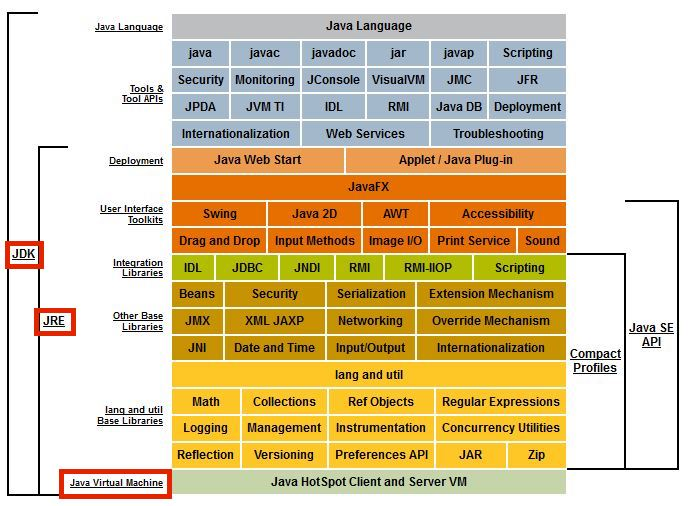 Java Language Java Language
java javac javadoc jar javap Scripting
Tools &
Tool APIs
Security Monitoring JConsole VisualVM JMC JFR
JPDA JVM TI IDL RMI Java DB Deployment
Internationalization Web Services Troubleshooting
Deployment Java Web Start Applet / Java Plug-in
JavaFX
User Interface
Toolkits
Swing Java 2D AWT Accessibility
Drag and Drop Input Methods Image I/O Print Service Sound
JDK
Integration
Libraries
IDL JDBC JNDI RMI RMI-IIOP Scripting
Beans Security Serialization Extension Mechanism
JRE
Other Base
Libraries
JMX XML JAXP Networking Override Mechanism
Java SE
API
JNI Date and Time Input/Output Internationalization
Compact
Profiles
lang and util
lang and util
Base Libraries
Math Collections Ref Objects Regular Expressions
Logging Management Instrumentation Concurrency Utilities
Reflection Versioning Preferences API JAR Zip
Java Virtual Machine Java HotSpot Client and Server VM